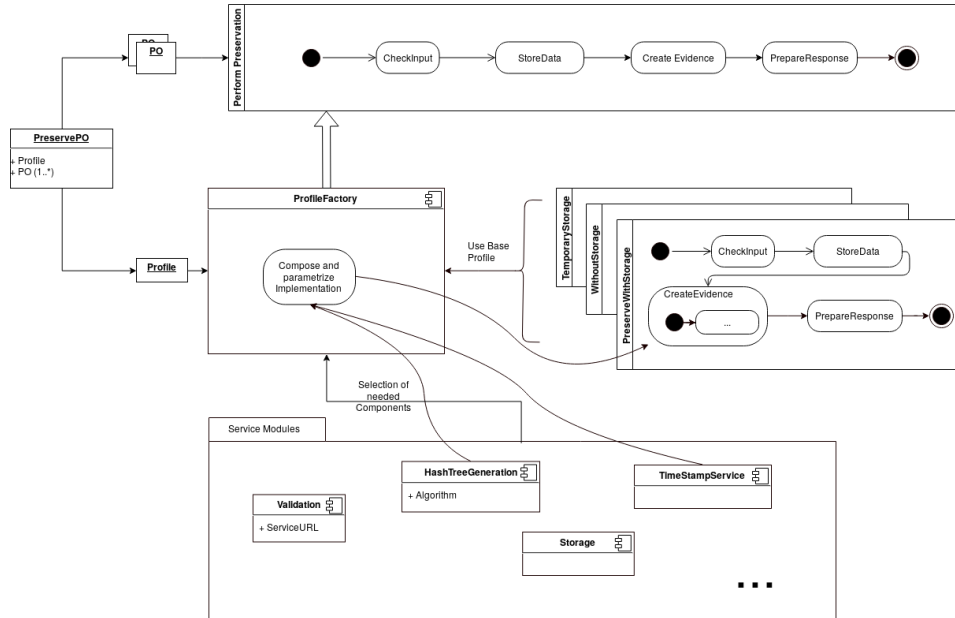 PO
PO
Perform Preservation
CheckInput
StoreData
Create Evidence
PrepareResponse
PreservePO
+ Profile
+ PO (1..*)
ProfileFactory
Compose and
parametrize
Implementation
Profile
Use Base
Profile
TemporaryStorage
WithoutStorage
PreserveWithStorage
CheckInput
StoreData
CreateEvidence
...
PrepareResponse
Selection of
needed
Components
Service Modules
HashTreeGeneration
+ Algorithm
TimeStampService
Validation
+ ServiceURL
Storage
...